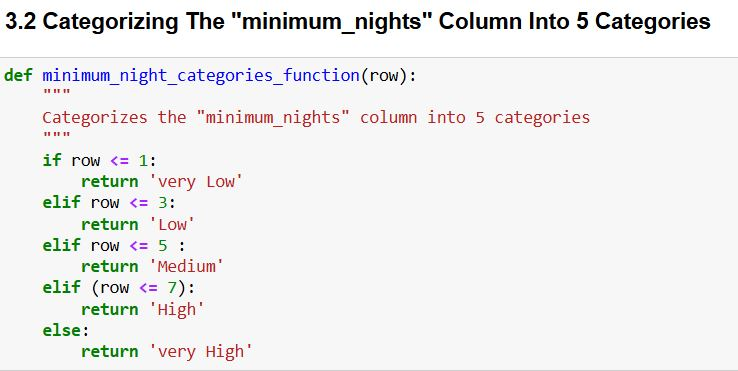 3.2 Categorizing The "minimum_nights" Column Into 5 Categories
def minimum_night_categories_function(row):
    """
    Categorizes the "minimum_nights" column into 5 categories
    """
    if row <= 1:
        return 'very Low'
    elif row <= 3:
        return 'Low'
    elif row <= 5 :
        return 'Medium'
    elif (row <= 7):
        return 'High'
    else:
        return 'very High'